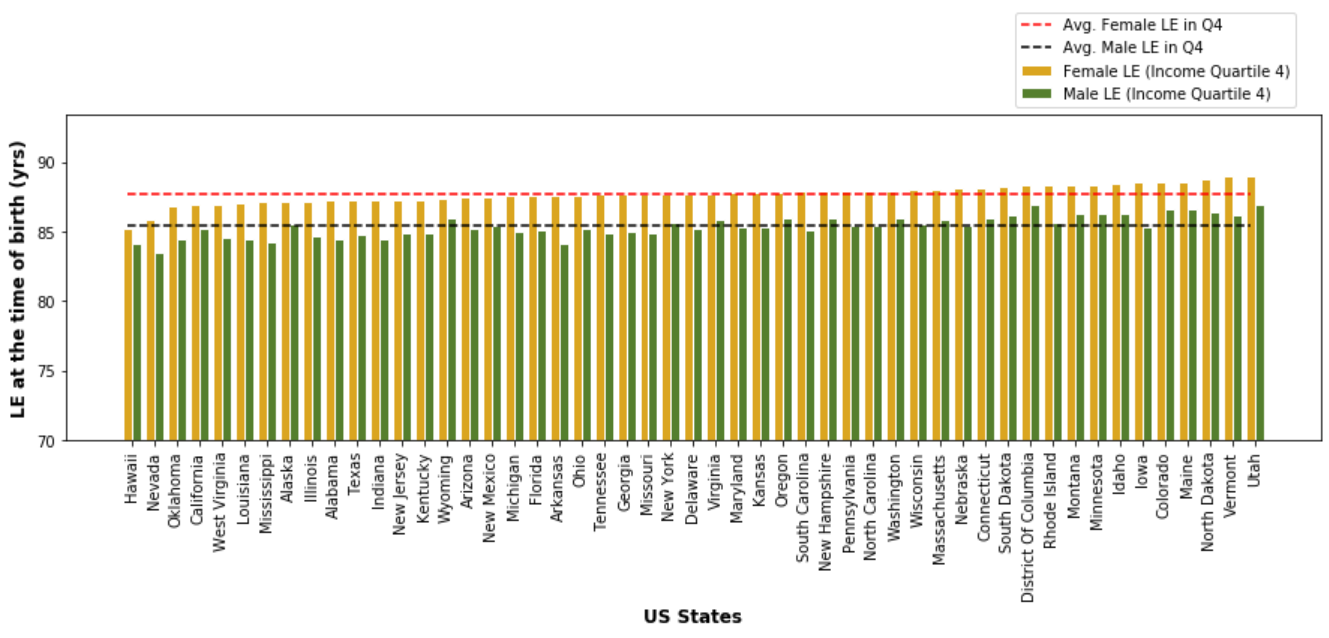 Avg. Female LE in Q4
Avg. Male LE in Q4
Female LE (Income Quartile 4)
Male LE (Income Quartile 4)
LE at the time of birth (yrs)
90
85
80
75
70
Hawaii
Nevada
Oklahoma
California
West Virginia
Louisiana
Mississippi
Alaska
Illinois
Alabama
Texas
Indiana
New Jersey
Kentucky
Wyoming
Arizona
New Mexico
Michigan
Florida
Arkansas
Ohio
Tennessee
Georgia
Missouri
New York
Delaware
Virginia
Maryland
Kansas
Oregon
South Carolina
New Hampshire
Pennsylvania
North Carolina
Washington
Wisconsin
Massachusetts
Nebraska
Connecticut
South Dakota
District Of Columbia
Rhode Island
Montana
Minnesota
Idaho
Iowa
Colorado
Maine
North Dakota
Vermont
Utah
US States